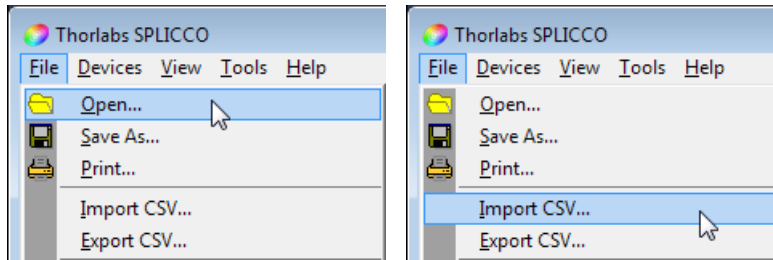 Thorlabs SPLICCO
File Devices View Tools Help
Open...
Save As...
Print...
Import CSV...
Export CSV...
Thorlabs SPLICCO
File Devices View Tools Help
Open...
Save As...
Print...
Import CSV...
Export CSV...